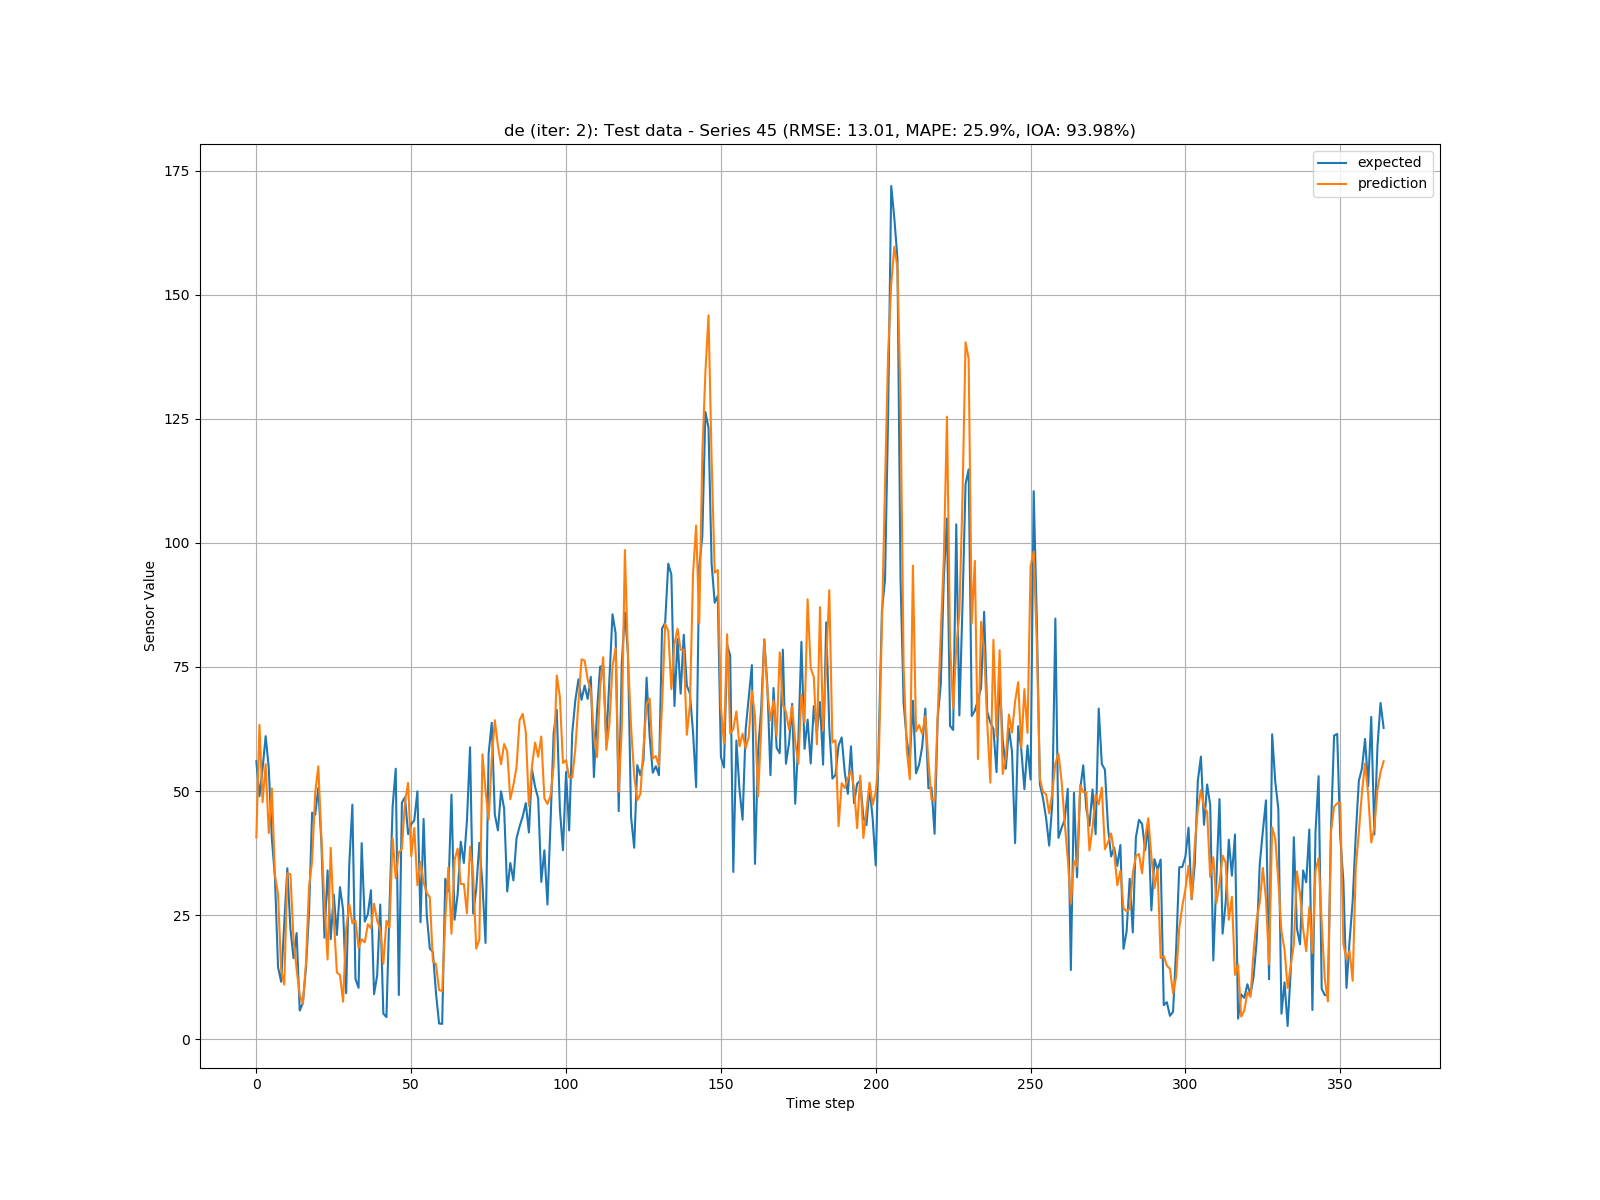 de (iter: 2): Test data - Series 45 (RMSE: 13.01, MAPE: 25.9%, IOA: 93.98%)
expected
prediction
175
150
125
100
75
50
25
0
Sensor Value
0 50 100 150 200 250 300 350
Time step